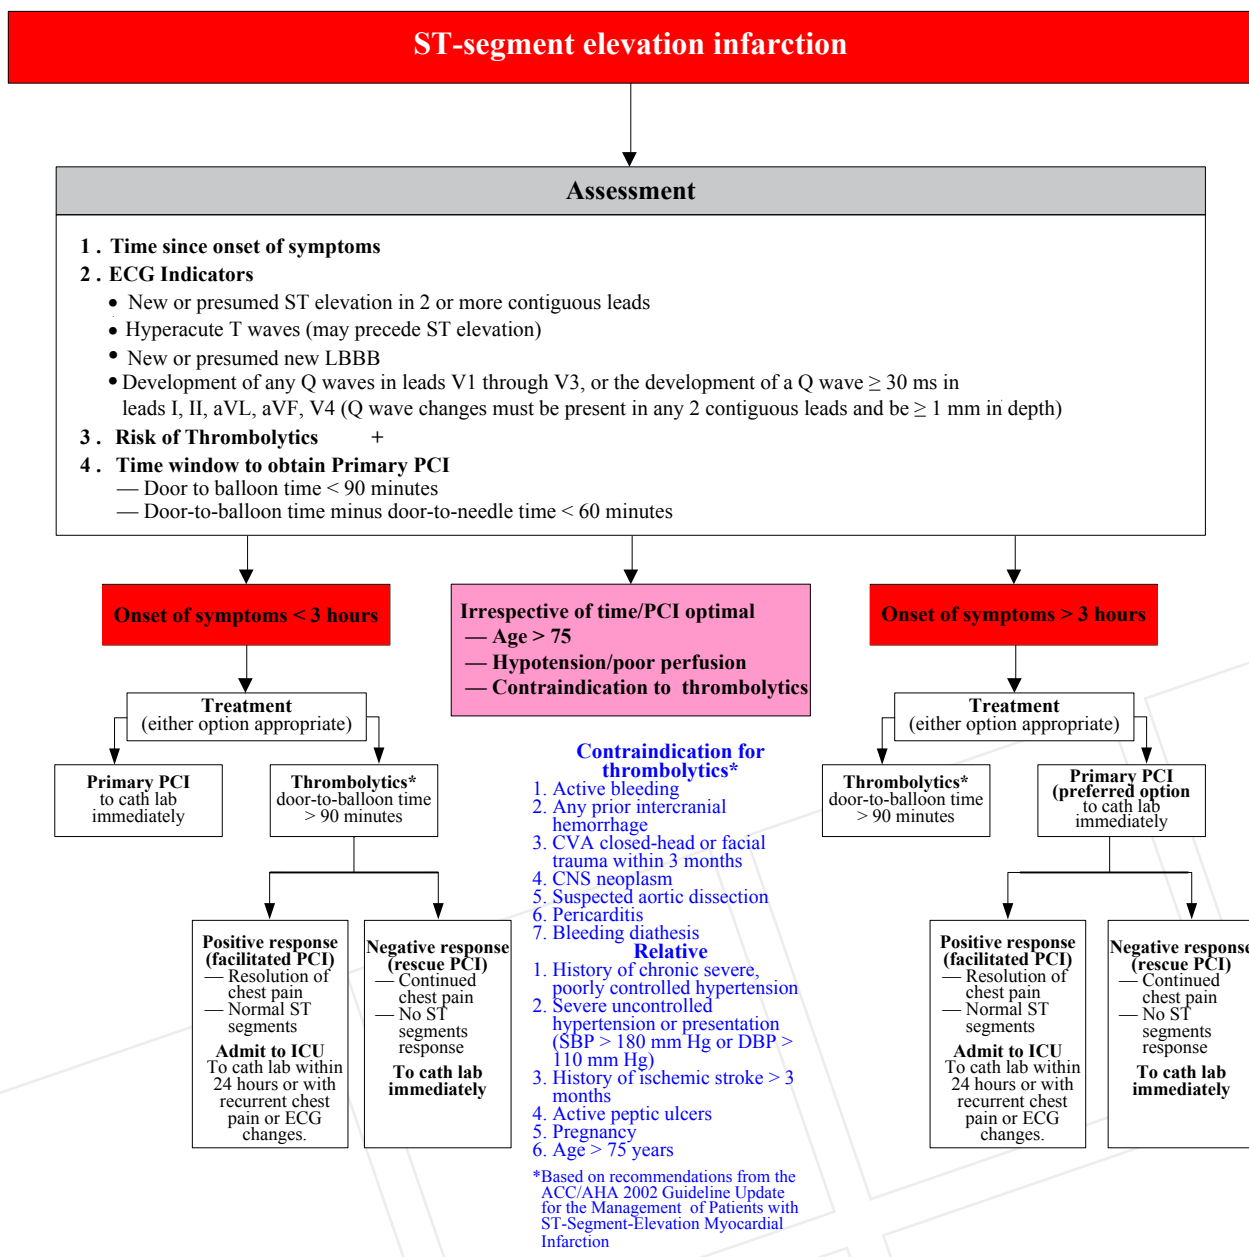 ST-segment elevation infarction
Assessment
1 . Time since onset of symptoms
2 . ECG Indicators
• New or presumed ST elevation in 2 or more contiguous leads
• Hyperacute T waves (may precede ST elevation)
• New or presumed new LBBB
• Development of any Q waves in leads V1 through V3, or the development of a Q wave ≥ 30 ms in
leads I, II, aVL, aVF, V4 (Q wave changes must be present in any 2 contiguous leads and be ≥ 1 mm in depth)
3 . Risk of Thrombolytics +
4 . Time window to obtain Primary PCI
— Door to balloon time < 90 minutes
— Door-to-balloon time minus door-to-needle time < 60 minutes
Onset of symptoms < 3 hours
Treatment
(either option appropriate)
Primary PCI
to cath lab
immediately
Thrombolytics*
door-to-balloon time
> 90 minutes
Positive response
(facilitated PCI)
— Resolution of
chest pain
— Normal ST
segments
Admit to ICU
To cath lab within
24 hours or with
recurrent chest
pain or ECG
changes.
Negative response
(rescue PCI)
— Continued
chest pain
— No ST
segments
response
To cath lab
immediately
Irrespective of time/PCI optimal
— Age > 75
— Hypotension/poor perfusion
— Contraindication to thrombolytics
Contraindication for
thrombolytics*
1. Active bleeding
2. Any prior intercranial
hemorrhage
3. CVA closed-head or facial
trauma within 3 months
4. CNS neoplasm
5. Suspected aortic dissection
6. Pericarditis
7. Bleeding diathesis
Relative
1. History of chronic severe,
poorly controlled hypertension
2. Severe uncontrolled
hypertension or presentation
(SBP > 180 mm Hg or DBP >
110 mm Hg)
3. History of ischemic stroke > 3
months
4. Active peptic ulcers
5. Pregnancy
6. Age > 75 years
*Based on recommendations from the
ACC/AHA 2002 Guideline Update
for the Management of Patients with
ST-Segment-Elevation Myocardial
Infarction
Onset of symptoms > 3 hours
Treatment
(either option appropriate)
Thrombolytics*
door-to-balloon time
> 90 minutes
Primary PCI
(preferred option
to cath lab
immediately
Positive response
(facilitated PCI)
— Resolution of
chest pain
— Normal ST
segments
Admit to ICU
To cath lab within
24 hours or with
recurrent chest
pain or ECG
changes.
Negative response
(rescue PCI)
— Continued
chest pain
— No ST
segments
response
To cath lab
immediately